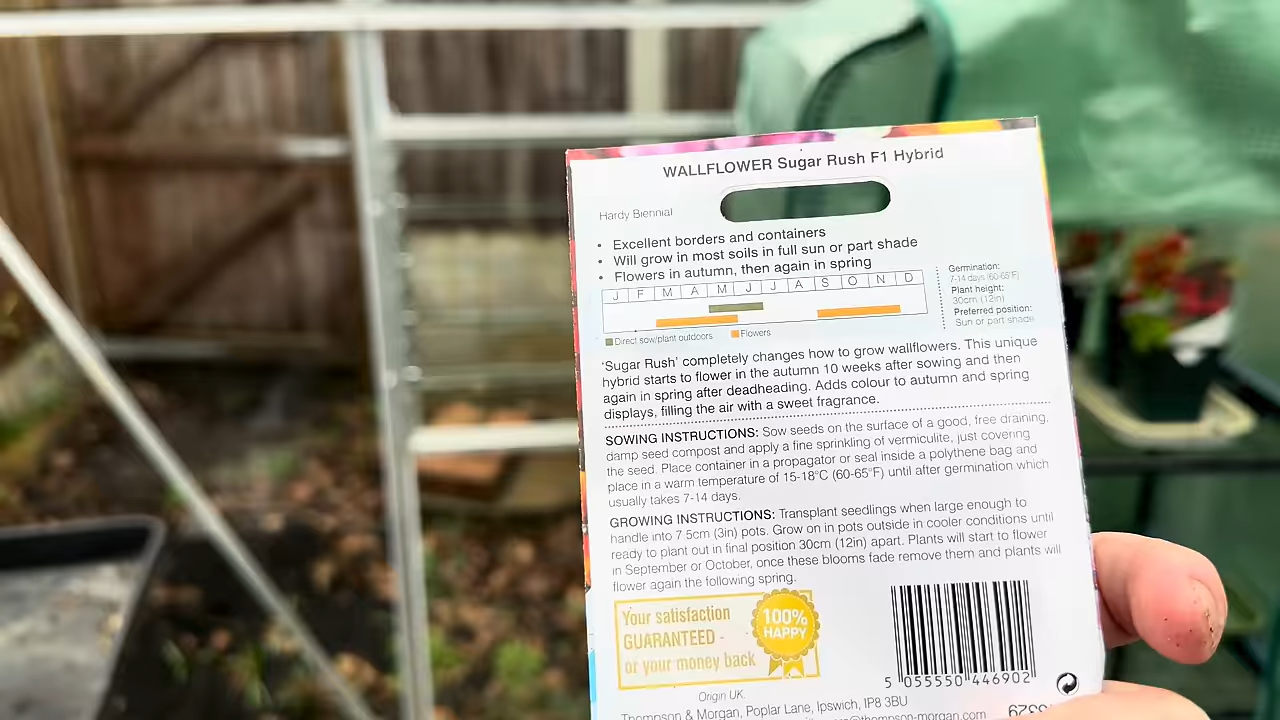 WALLFLOWER Sugar Rush F1 Hybrid
Hardy Biennial
• Excellent borders and containers
• Will grow in most soils in full sun or part shade
• Flowers in autumn, then again in spring
J F M A M J J A S O N D
Direct sow/plant outdoors Flowers
Germination:
7-14 days (60-65°F)
Plant height:
30cm (12in)
Preferred position:
Sun or part shade
'Sugar Rush' completely changes how to grow wallflowers. This unique
hybrid starts to flower in the autumn 10 weeks after sowing and then
again in spring after deadheading. Adds colour to autumn and spring
displays, filling the air with a sweet fragrance.
SOWING INSTRUCTIONS: Sow seeds on the surface of a good, free draining,
damp seed compost and apply a fine sprinkling of vermiculite, just covering
the seed. Place container in a propagator or seal inside a polythene bag and
place in a warm temperature of 15-18°C (60-65°F) until after germination which
usually takes 7-14 days.
GROWING INSTRUCTIONS: Transplant seedlings when large enough to
handle into 7.5cm (3in) pots. Grow on in pots outside in cooler conditions until
ready to plant out in final position 30cm (12in) apart. Plants will start to flower
in September or October, once these blooms fade remove them and plants will
flower again the following spring.
Your satisfaction
GUARANTEED -
or your money back
100%
HAPPY
5 055550 446902
Origin UK.
Thompson & Morgan, Poplar Lane, Ipswich, IP8 3BU
@thompson-morgan.com